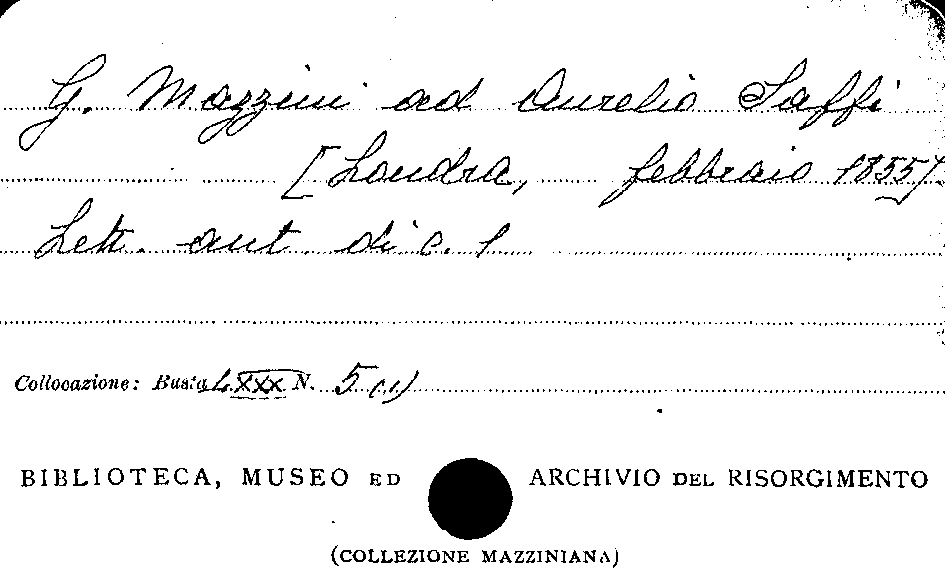 G. Mazzini ad Aurelio Saffi
[Londra, febbraio 1855]
Lett. aut. di c. 1
Collocazione: Busta LXXX N. 5 (1)
BIBLIOTECA, MUSEO ED ARCHIVIO DEL RISORGIMENTO
(COLLEZIONE MAZZINIANA)